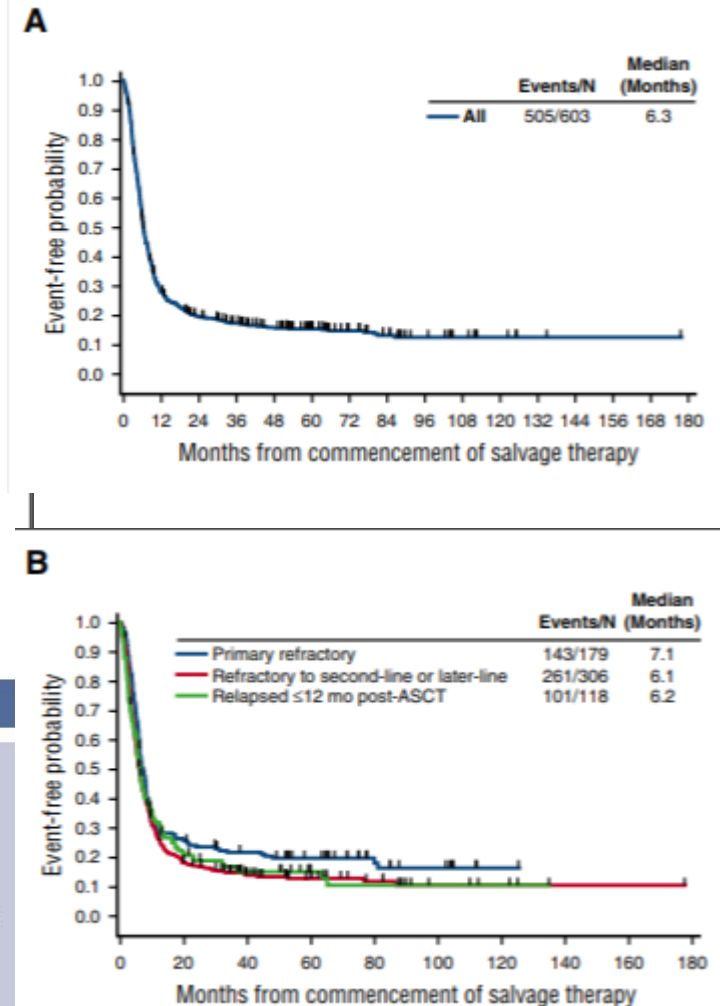 A
Median
Events/N (Months)
All 505/603 6.3
Event-free probability
1.0
0.9
0.8
0.7
0.6
0.5
0.4
0.3
0.2
0.1
0.0
0 12 24 36 48 60 72 84 96 108 120 132 144 156 168 180
Months from commencement of salvage therapy
B
Median
Events/N (Months)
Primary refractory 143/179 7.1
Refractory to second-line or later-line 261/306 6.1
Relapsed ≤12 mo post-ASCT 101/118 6.2
Event-free probability
1.0
0.9
0.8
0.7
0.6
0.5
0.4
0.3
0.2
0.1
0.0
0 20 40 60 80 100 120 140 160 180
Months from commencement of salvage therapy